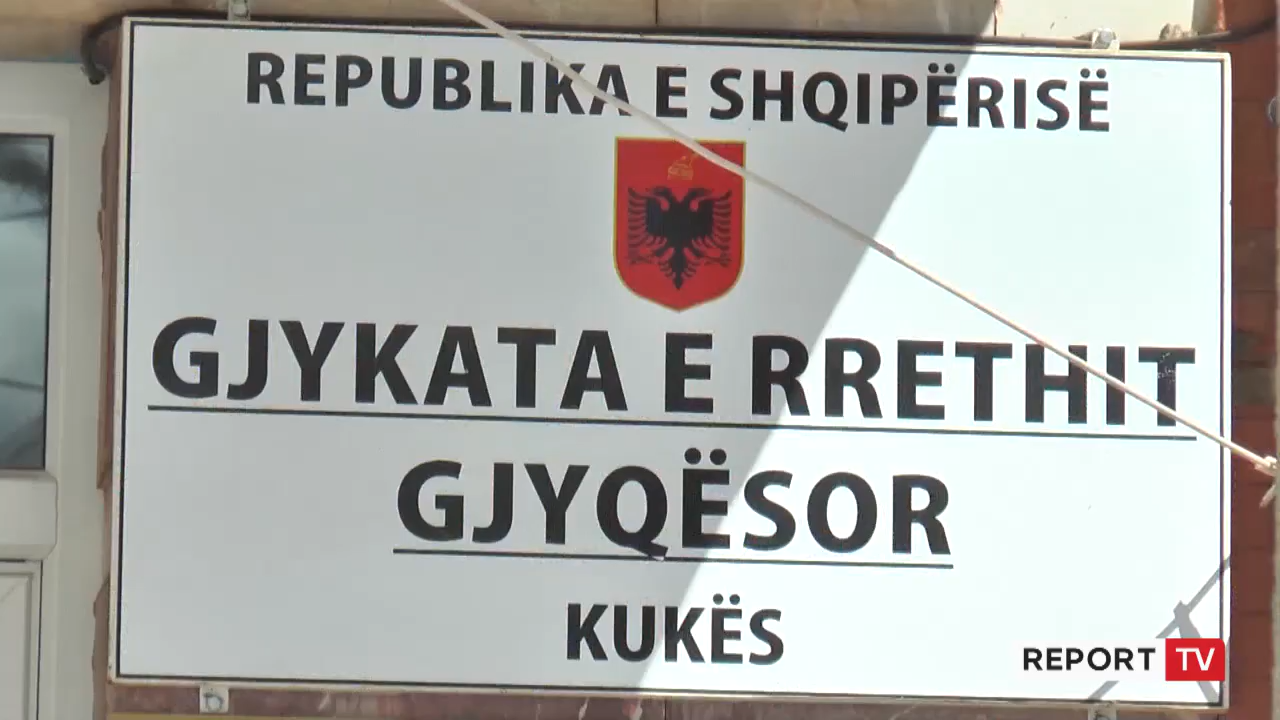 REPUBLIKA E SHQIPËRISË
GJYKATA E RRETHIT
GJYQËSOR
KUKËS
REPORT TV